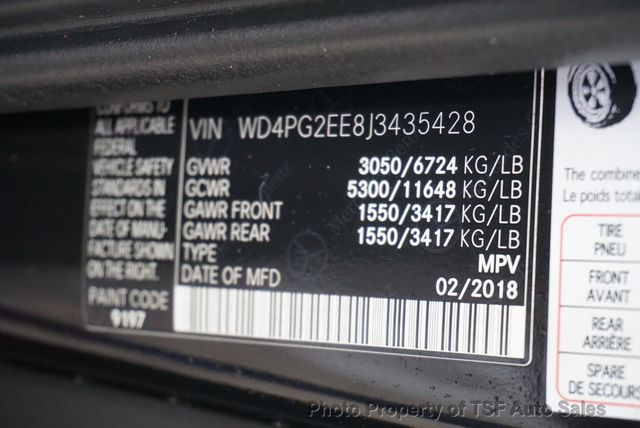 CONFORMS TO
ALL APPLICABLE
FEDERAL
VEHICLE SAFETY
STANDARDS IN
EFFECT ON THE
DATE OF MANU-
FACTURE SHOWN
ON THE RIGHT.
PAINT CODE
9197
VIN WD4PG2EE8J3435428
GVWR 3050/6724 KG/LB
GCWR 5300/11648 KG/LB
GAWR FRONT 1550/3417 KG/LB
GAWR REAR 1550/3417 KG/LB
TYPE MPV
DATE OF MFD 02/2018
Mercedes-Benz
The combine
Le poids total
TIRE
PNEU
FRONT
AVANT
REAR
ARRIÈRE
SPARE
DE SECOUR
Photo Property of TSF Auto Sales